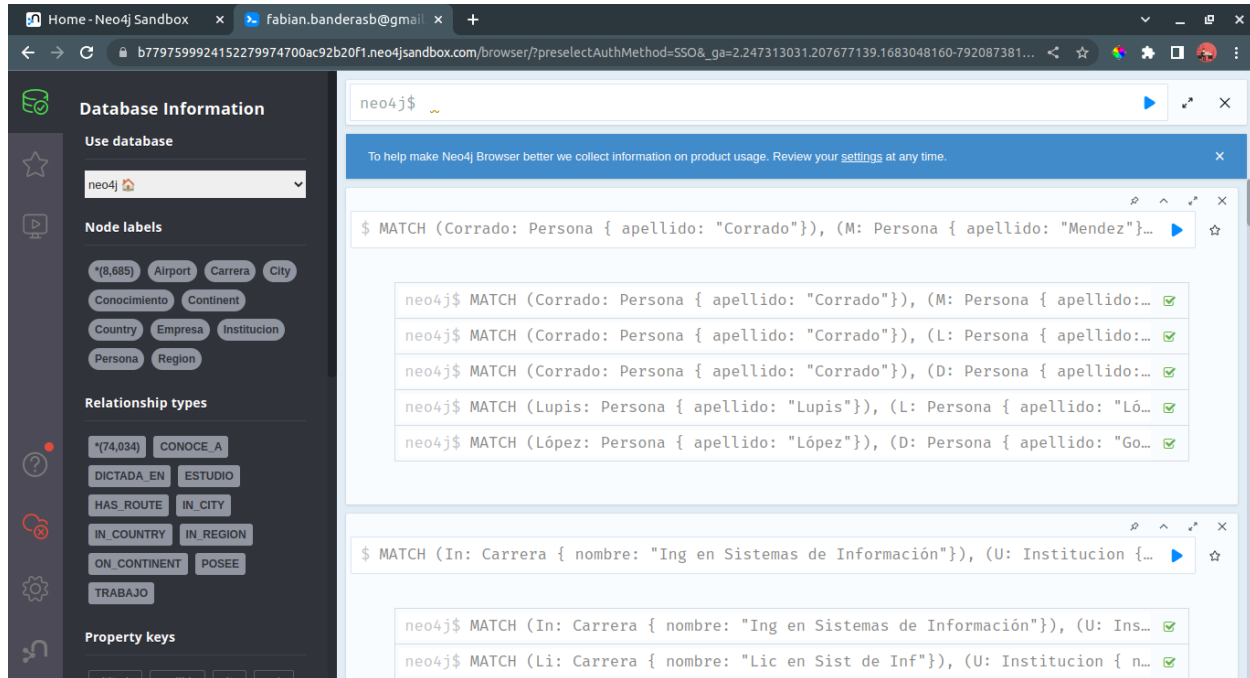 Home - Neo4j Sandbox
fabian.banderasb@gmail
b7797599924152279974700ac92b20f1.neo4jsandbox.com/browser/?preselectAuthMethod=SSO&_ga=2.247313031.207677139.1683048160-792087381...
Database Information
Use database
neo4j
Node labels
*(8,685) Airport Carrera City
Conocimiento Continent
Country Empresa Institucion
Persona Region
Relationship types
*(74,034) CONOCE_A
DICTADA_EN ESTUDIO
HAS_ROUTE IN_CITY
IN_COUNTRY IN_REGION
ON_CONTINENT POSEE
TRABAJO
Property keys
neo4j$
To help make Neo4j Browser better we collect information on product usage. Review your settings at any time.
$ MATCH (Corrado: Persona { apellido: "Corrado"}), (M: Persona { apellido: "Mendez"}...
neo4j$ MATCH (Corrado: Persona { apellido: "Corrado"}), (M: Persona { apellido:...
neo4j$ MATCH (Corrado: Persona { apellido: "Corrado"}), (L: Persona { apellido:...
neo4j$ MATCH (Corrado: Persona { apellido: "Corrado"}), (D: Persona { apellido:...
neo4j$ MATCH (Lupis: Persona { apellido: "Lupis"}), (L: Persona { apellido: "Ló...
neo4j$ MATCH (López: Persona { apellido: "López"}), (D: Persona { apellido: "Go...
$ MATCH (In: Carrera { nombre: "Ing en Sistemas de Información"}), (U: Institucion {...
neo4j$ MATCH (In: Carrera { nombre: "Ing en Sistemas de Información"}), (U: Ins...
neo4j$ MATCH (Li: Carrera { nombre: "Lic en Sist de Inf"}), (U: Institucion { n...